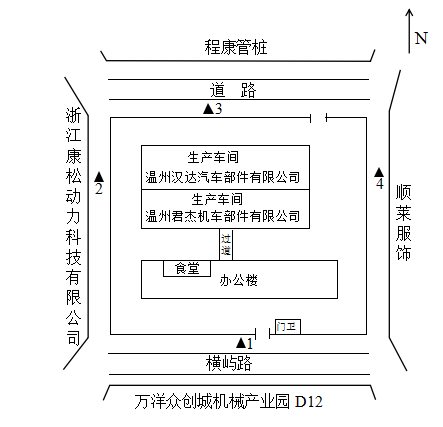 程康管桩
N
道 路
▲3
浙江康松动力科技有限公司
▲2
生产车间
温州汉达汽车部件有限公司
生产车间
温州君杰机车部件有限公司
▲4
顺莱服饰
过道
食堂
办公楼
门卫
▲1
横屿路
万洋众创城机械产业园 D12